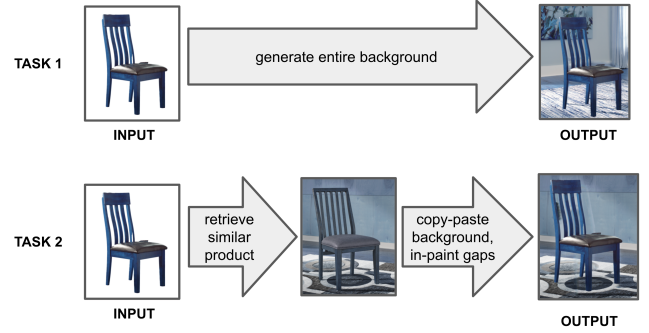 TASK 1
generate entire background
INPUT
OUTPUT
TASK 2
retrieve
similar
product
copy-paste
background,
in-paint gaps
INPUT
OUTPUT